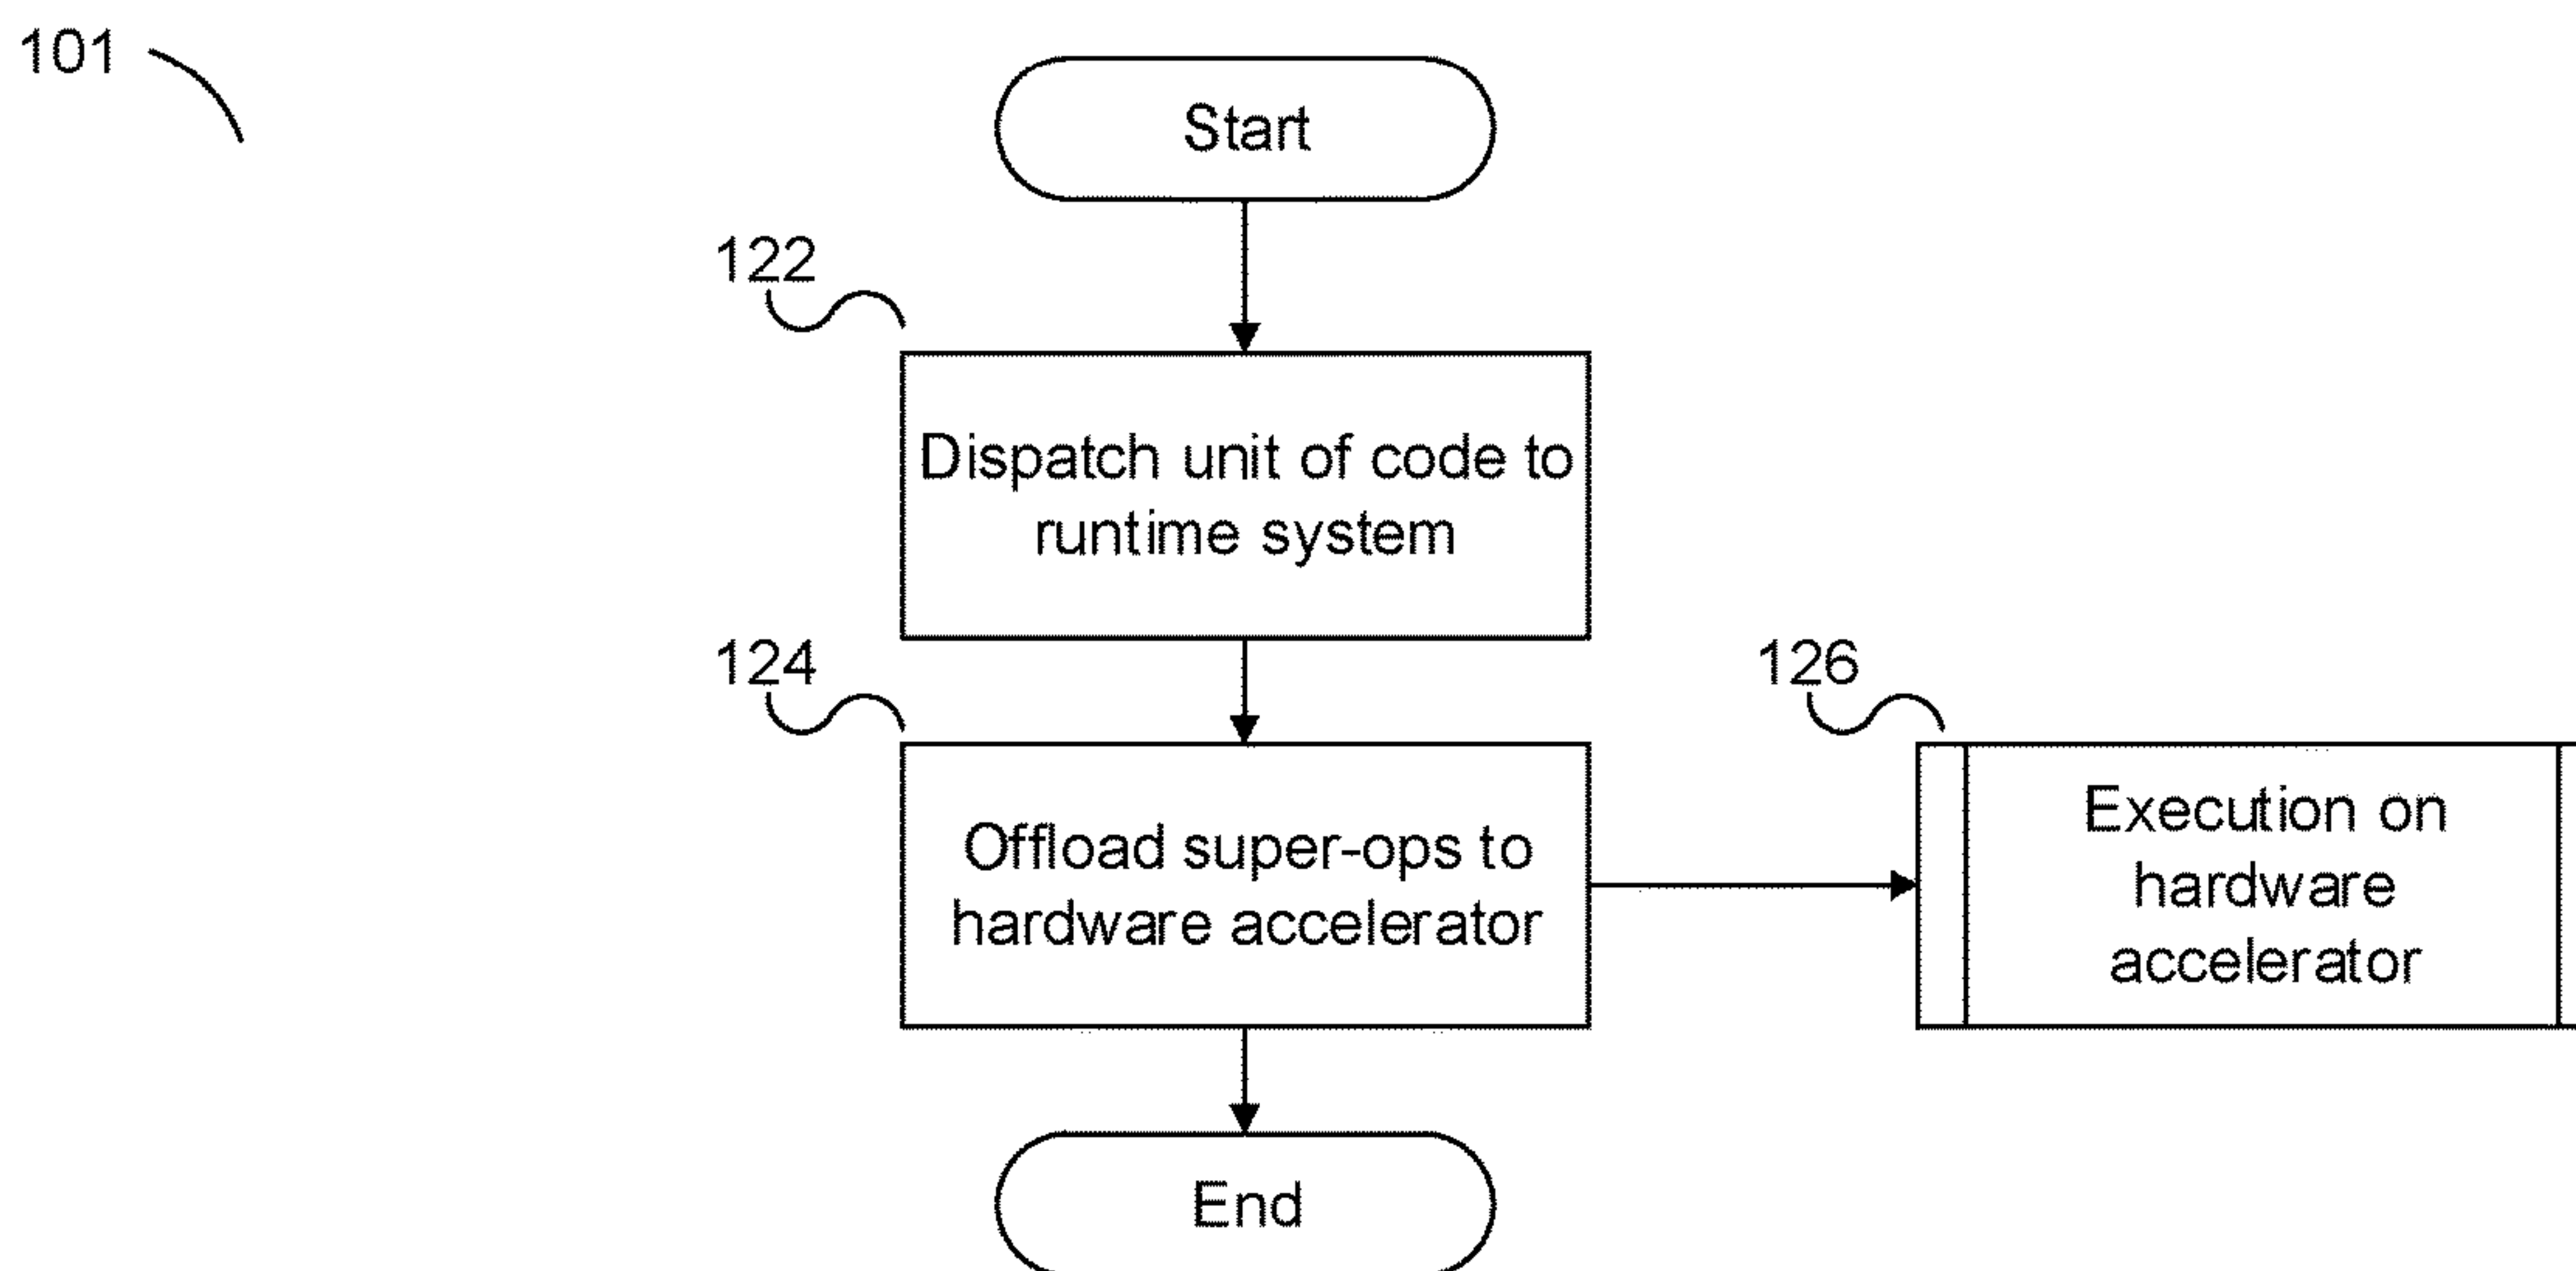 101
Start
122
Dispatch unit of code to
runtime system
124
Offload super-ops to
hardware accelerator
126
Execution on
hardware
accelerator
End